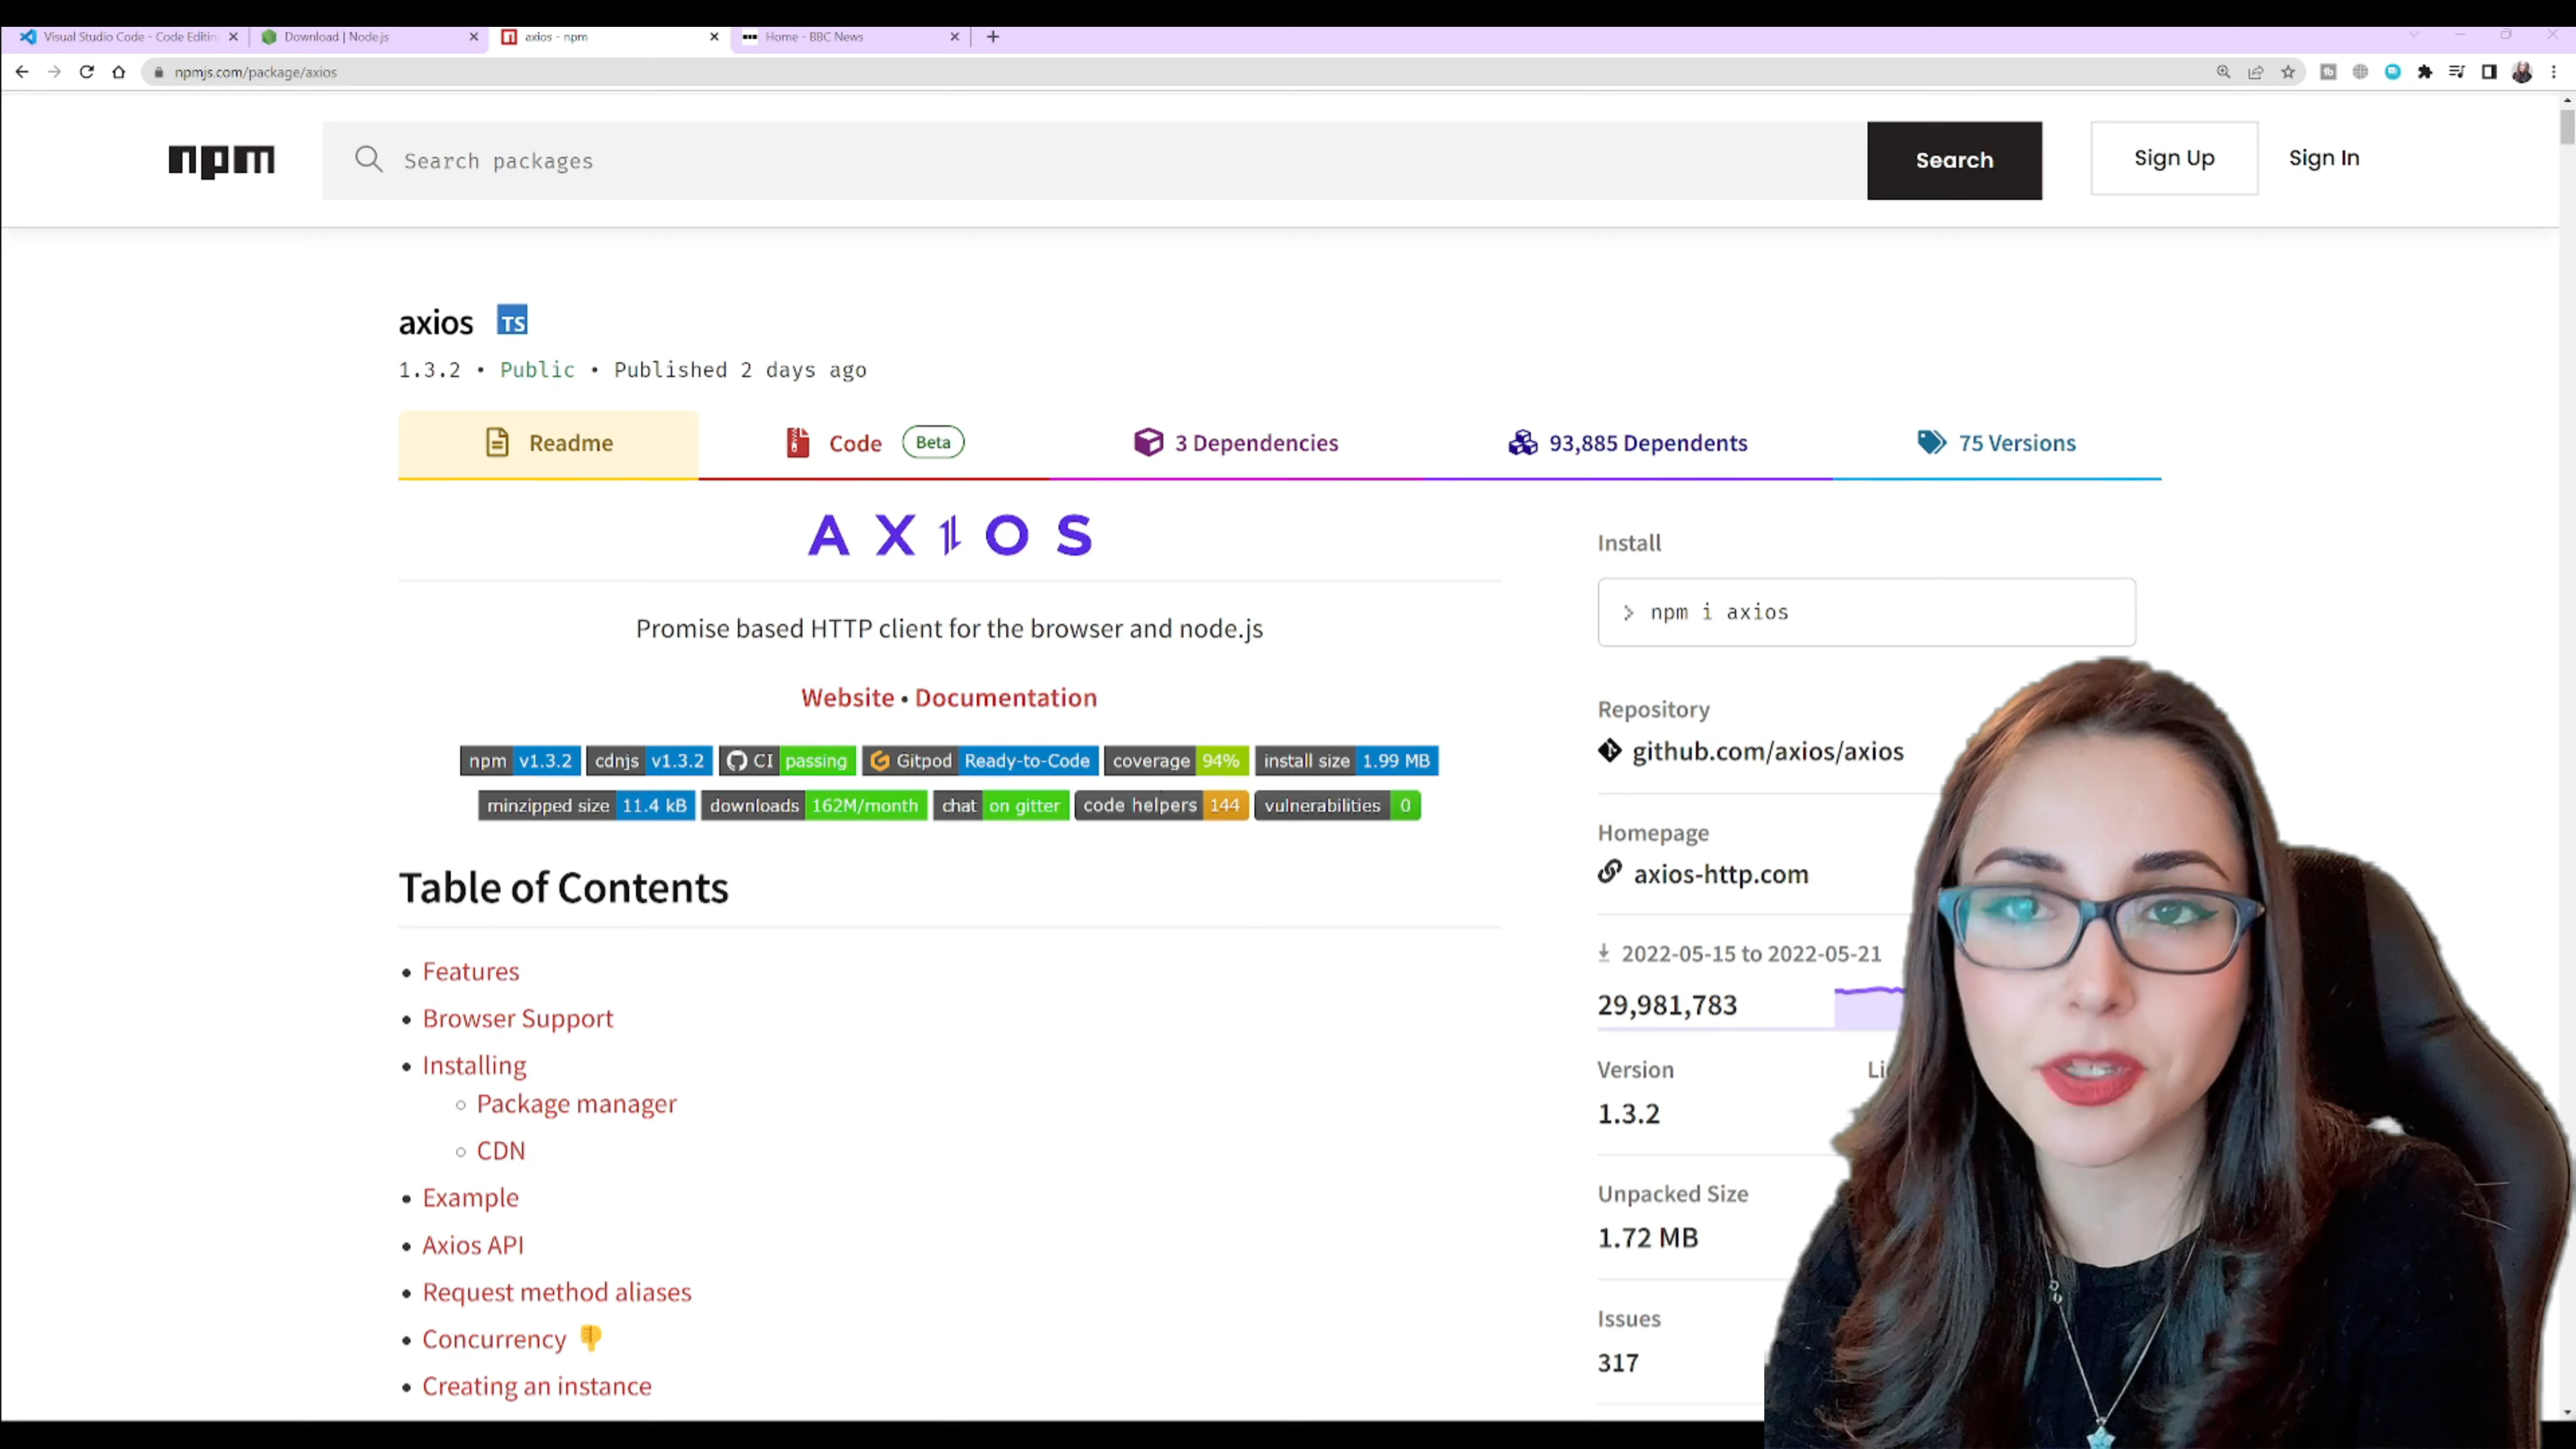 Visual Studio Code - Code Editin
Download | Node.js
axios - npm
Home - BBC News
npmjs.com/package/axios
npm
Search packages
Search
Sign Up
Sign In
axios TS
1.3.2 • Public • Published 2 days ago
Readme
Code Beta
3 Dependencies
93,885 Dependents
75 Versions
AXIOS
Promise based HTTP client for the browser and node.js
Website • Documentation
npm v1.3.2 cdnjs v1.3.2 CI passing Gitpod Ready-to-Code coverage 94% install size 1.99 MB
minzipped size 11.4 kB downloads 162M/month chat on gitter code helpers 144 vulnerabilities 0
Table of Contents
• Features
• Browser Support
• Installing
○ Package manager
○ CDN
• Example
• Axios API
• Request method aliases
• Concurrency 👎
• Creating an instance
Install
> npm i axios
Repository
github.com/axios/axios
Homepage
axios-http.com
2022-05-15 to 2022-05-21
29,981,783
Version
1.3.2
Unpacked Size
1.72 MB
Issues
317